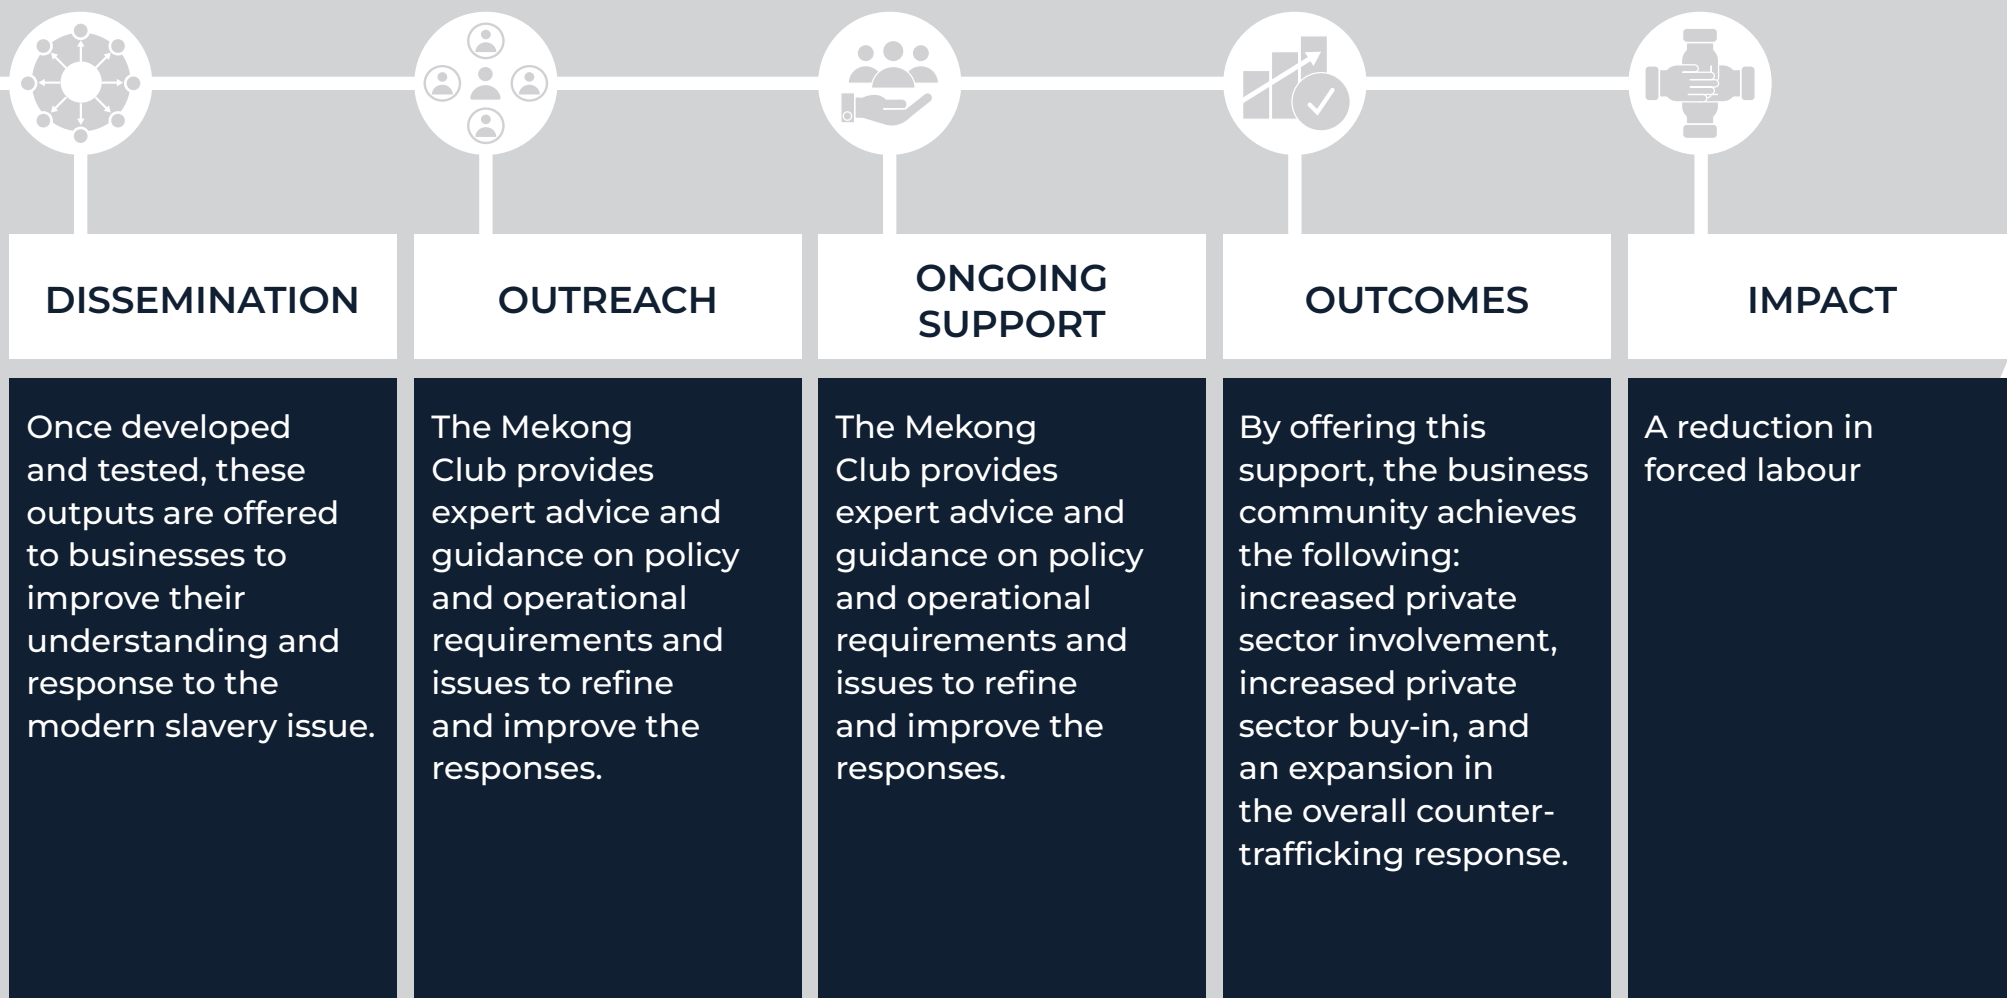 DISSEMINATION
Once developed
and tested, these
outputs are offered
to businesses to
improve their
understanding and
response to the
modern slavery issue.
OUTREACH
The Mekong
Club provides
expert advice and
guidance on policy
and operational
requirements and
issues to refine
and improve the
responses.
ONGOING
SUPPORT
The Mekong
Club provides
expert advice and
guidance on policy
and operational
requirements and
issues to refine
and improve the
responses.
OUTCOMES
By offering this
support, the business
community achieves
the following:
increased private
sector involvement,
increased private
sector buy-in, and
an expansion in
the overall counter-
trafficking response.
IMPACT
A reduction in
forced labour